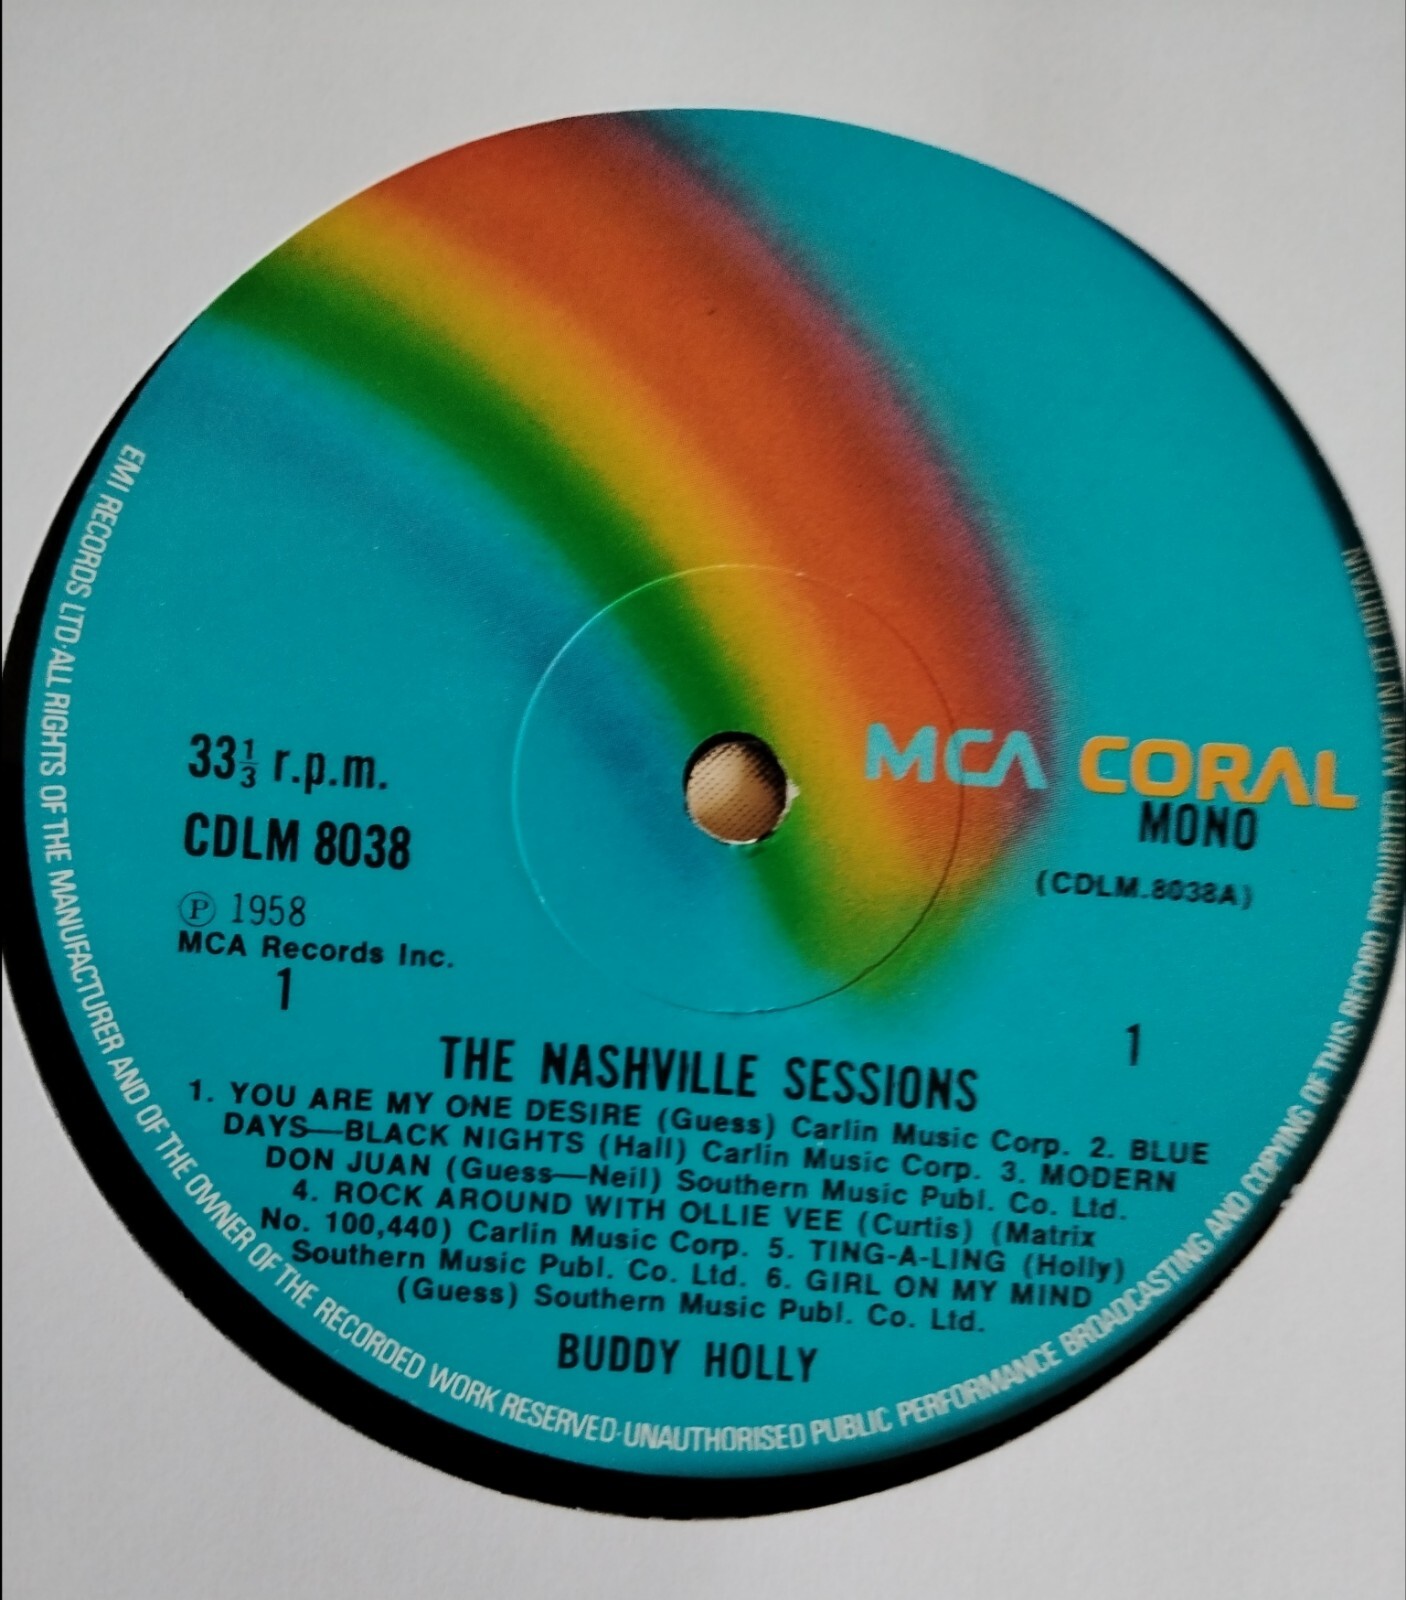 MCA CORAL
33⅓ r.p.m.
MONO
CDLM 8038
(CDLM.8038A)
Ⓟ 1958
MCA Records Inc.
1
1
THE NASHVILLE SESSIONS
1. YOU ARE MY ONE DESIRE (Guess) Carlin Music Corp. 2. BLUE
DAYS—BLACK NIGHTS (Hall) Carlin Music Corp. 3. MODERN
DON JUAN (Guess—Neil) Southern Music Publ. Co. Ltd.
4. ROCK AROUND WITH OLLIE VEE (Curtis) (Matrix
No. 100,440) Carlin Music Corp. 5. TING-A-LING (Holly)
Southern Music Publ. Co. Ltd. 6. GIRL ON MY MIND
(Guess) Southern Music Publ. Co. Ltd.
BUDDY HOLLY
EMI RECORDS LTD·ALL RIGHTS OF THE MANUFACTURER AND OF THE OWNER OF THE RECORDED WORK RESERVED·UNAUTHORISED PUBLIC PERFORMANCE BROADCASTING AND COPYING OF THIS RECORD PROHIBITED MADE IN GT BRITAIN